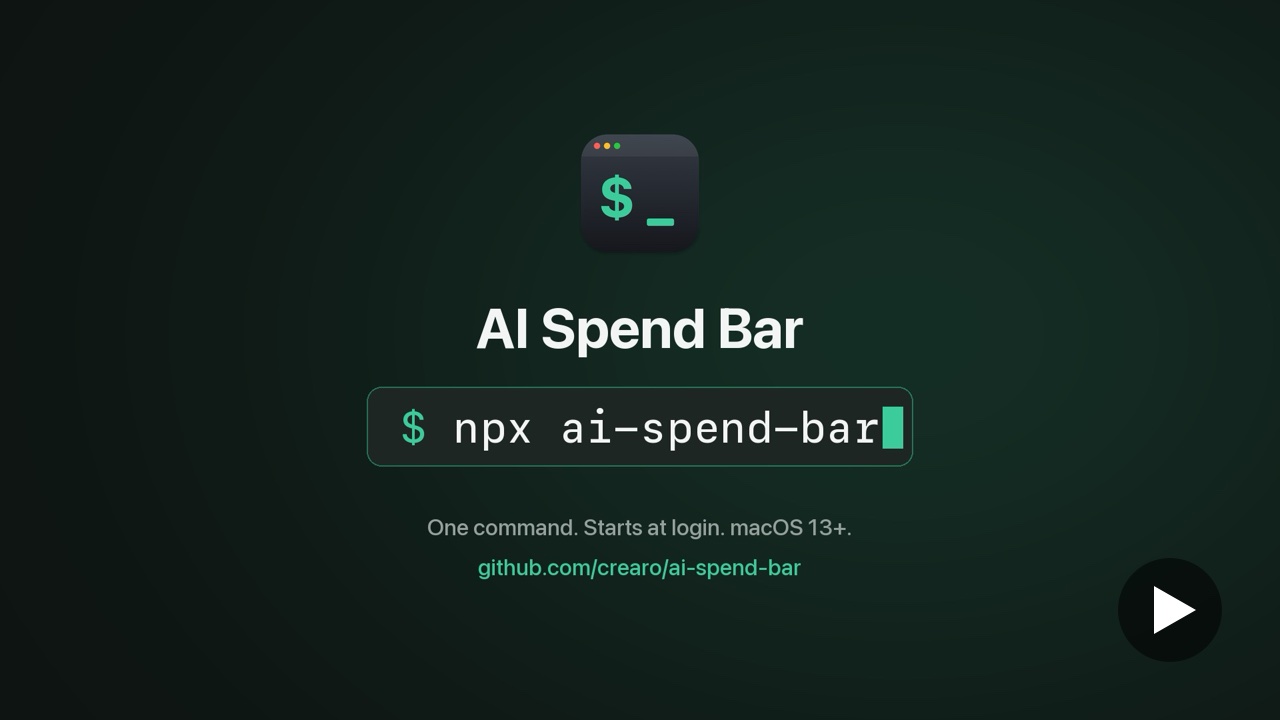 $_
AI Spend Bar
$ npx ai-spend-bar
One command. Starts at login. macOS 13+.
github.com/crearo/ai-spend-bar